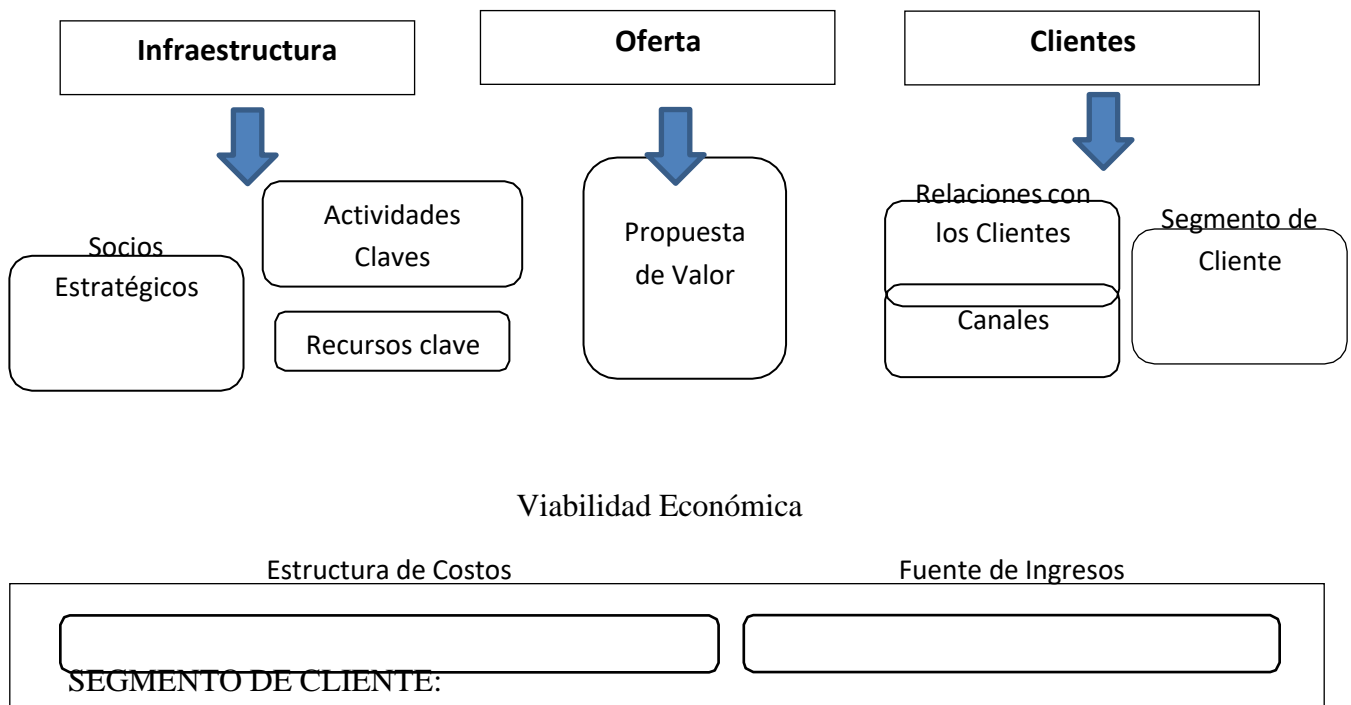 Infraestructura
Oferta
Clientes
Socios
Estratégicos
Actividades
Claves
Recursos clave
Propuesta
de Valor
Relaciones con
los Clientes
Canales
Segmento de
Cliente
Viabilidad Económica
Estructura de Costos
Fuente de Ingresos
SEGMENTO DE CLIENTE: